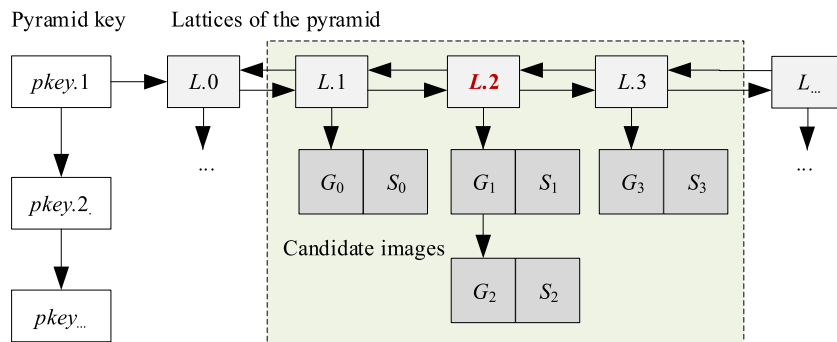 Pyramid key Lattices of the pyramid
pkey.1 L.0 L.1 L.2 L.3 L...
... ...
G0 S0 G1 S1 G3 S3
pkey.2.
Candidate images
G2 S2
pkey...